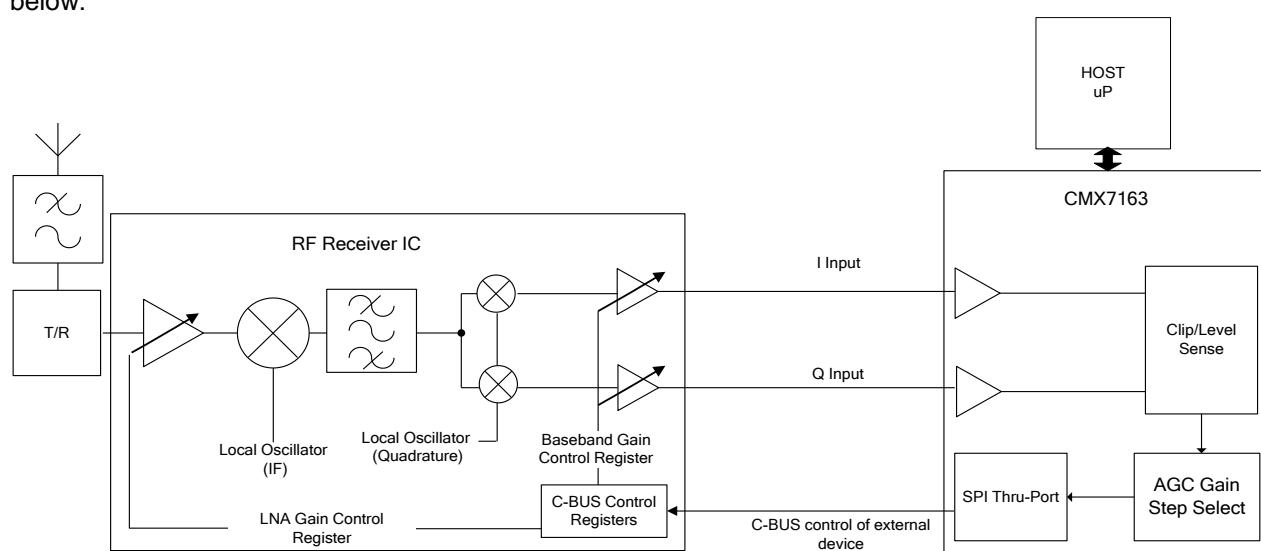 below.
HOST
uP
CMX7163
RF Receiver IC
I Input
T/R
Clip/Level
Sense
Q Input
Local Oscillator
(IF)
Local Oscillator
(Quadrature)
Baseband Gain
Control Register
SPI Thru-Port
AGC Gain
Step Select
C-BUS Control
Registers
LNA Gain Control
Register
C-BUS control of external
device